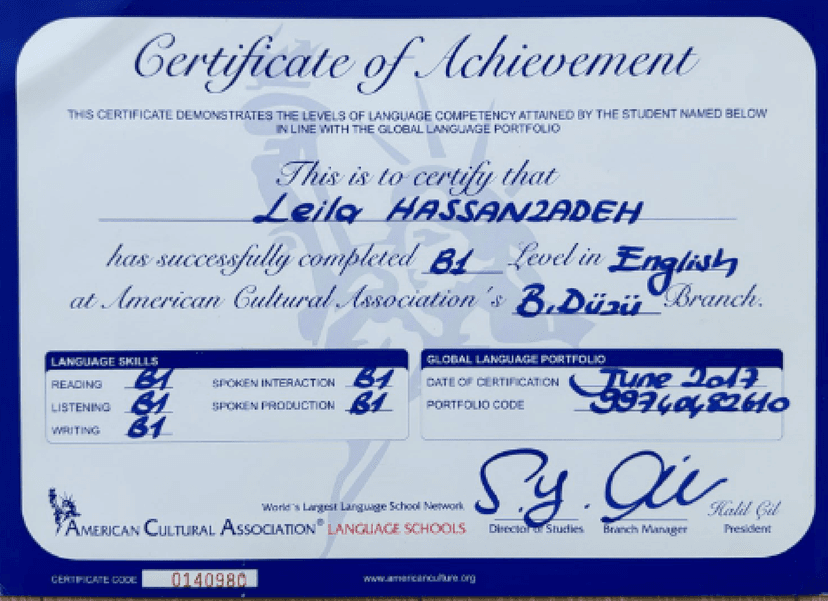 Certificate of Achievement
THIS CERTIFICATE DEMONSTRATES THE LEVELS OF LANGUAGE COMPETENCY ATTAINED BY THE STUDENT NAMED BELOW
IN LINE WITH THE GLOBAL LANGUAGE PORTFOLIO
This is to certify that
Leila HASSANZADEH
has successfully completed B1 Level in English
at American Cultural Association's B.Düzü Branch.
LANGUAGE SKILLS
READING B1 SPOKEN INTERACTION B1
LISTENING B1 SPOKEN PRODUCTION B1
WRITING B1
GLOBAL LANGUAGE PORTFOLIO
DATE OF CERTIFICATION June 2017
PORTFOLIO CODE 99740482610
World's Largest Language School Network
AMERICAN CULTURAL ASSOCIATION® LANGUAGE SCHOOLS
Director of Studies Branch Manager
Halil Gil
President
CERTIFICATE CODE 014098
www.americanculture.org